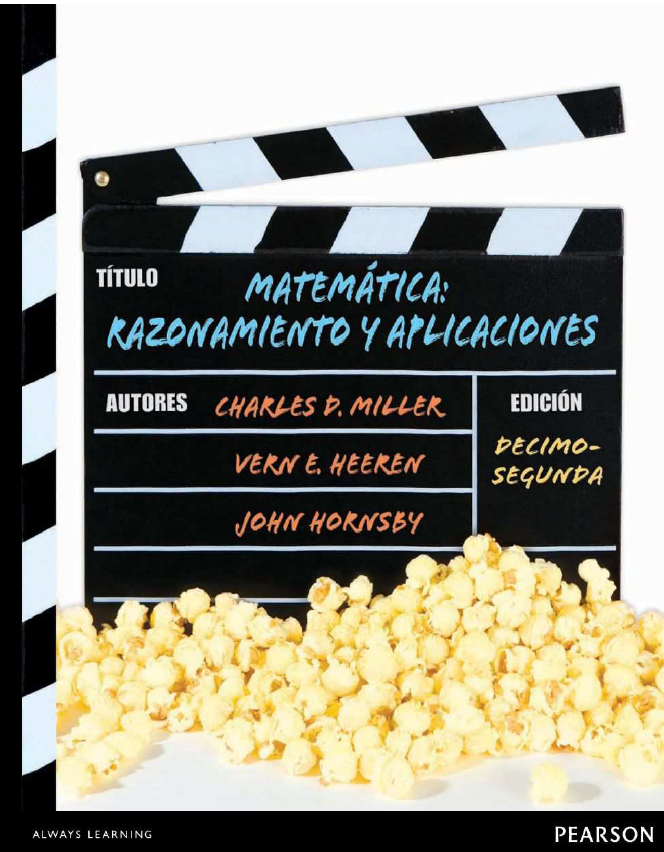 TÍTULO
MATEMÁTICA:
RAZONAMIENTO Y APLICACIONES
AUTORES
CHARLES D. MILLER
VERN E. HEEREN
JOHN HORNSBY
EDICIÓN
DECIMO-
SEGUNDA
ALWAYS LEARNING
PEARSON